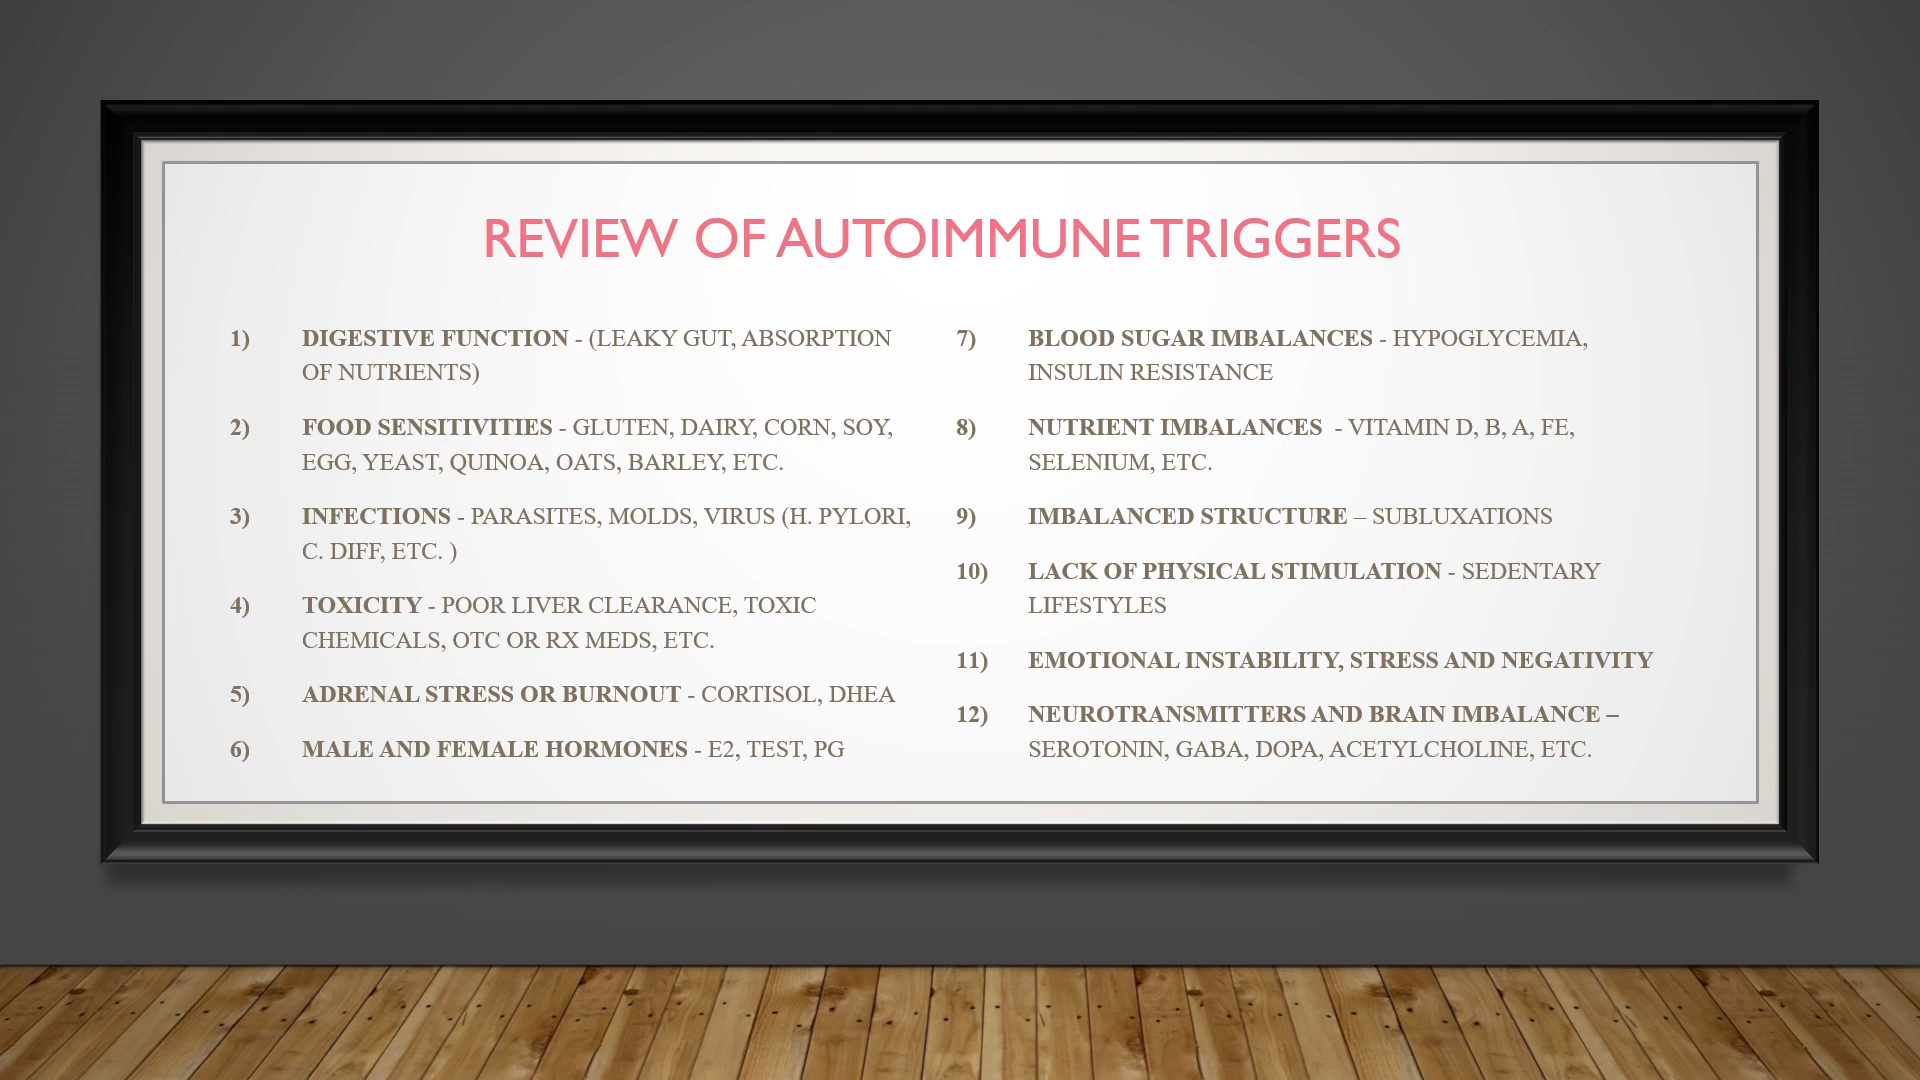 REVIEW OF AUTOIMMUNE TRIGGERS
1) DIGESTIVE FUNCTION - (LEAKY GUT, ABSORPTION
OF NUTRIENTS)
2) FOOD SENSITIVITIES - GLUTEN, DAIRY, CORN, SOY,
EGG, YEAST, QUINOA, OATS, BARLEY, ETC.
3) INFECTIONS - PARASITES, MOLDS, VIRUS (H. PYLORI,
C. DIFF, ETC. )
4) TOXICITY - POOR LIVER CLEARANCE, TOXIC
CHEMICALS, OTC OR RX MEDS, ETC.
5) ADRENAL STRESS OR BURNOUT - CORTISOL, DHEA
6) MALE AND FEMALE HORMONES - E2, TEST, PG
7) BLOOD SUGAR IMBALANCES - HYPOGLYCEMIA,
INSULIN RESISTANCE
8) NUTRIENT IMBALANCES  - VITAMIN D, B, A, FE,
SELENIUM, ETC.
9) IMBALANCED STRUCTURE – SUBLUXATIONS
10) LACK OF PHYSICAL STIMULATION - SEDENTARY
LIFESTYLES
11) EMOTIONAL INSTABILITY, STRESS AND NEGATIVITY
12) NEUROTRANSMITTERS AND BRAIN IMBALANCE –
SEROTONIN, GABA, DOPA, ACETYLCHOLINE, ETC.